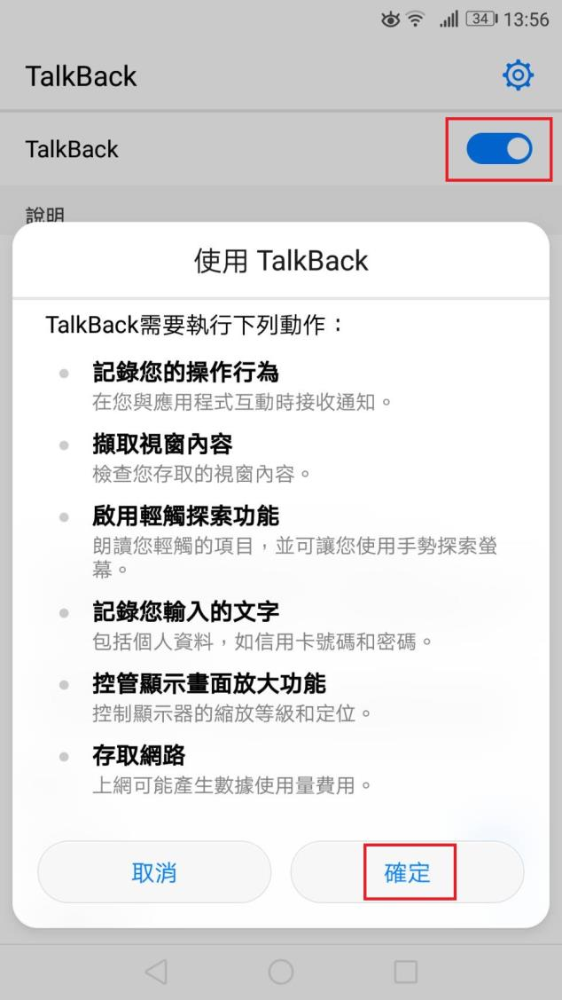 34 13:56
TalkBack
TalkBack
說明
使用 TalkBack
TalkBack需要執行下列動作：
記錄您的操作行為
在您與應用程式互動時接收通知。
擷取視窗內容
檢查您存取的視窗內容。
啟用輕觸探索功能
朗讀您輕觸的項目，並可讓您使用手勢探索螢
幕。
記錄您輸入的文字
包括個人資料，如信用卡號碼和密碼。
控管顯示畫面放大功能
控制顯示器的縮放等級和定位。
存取網路
上網可能產生數據使用量費用。
取消
確定